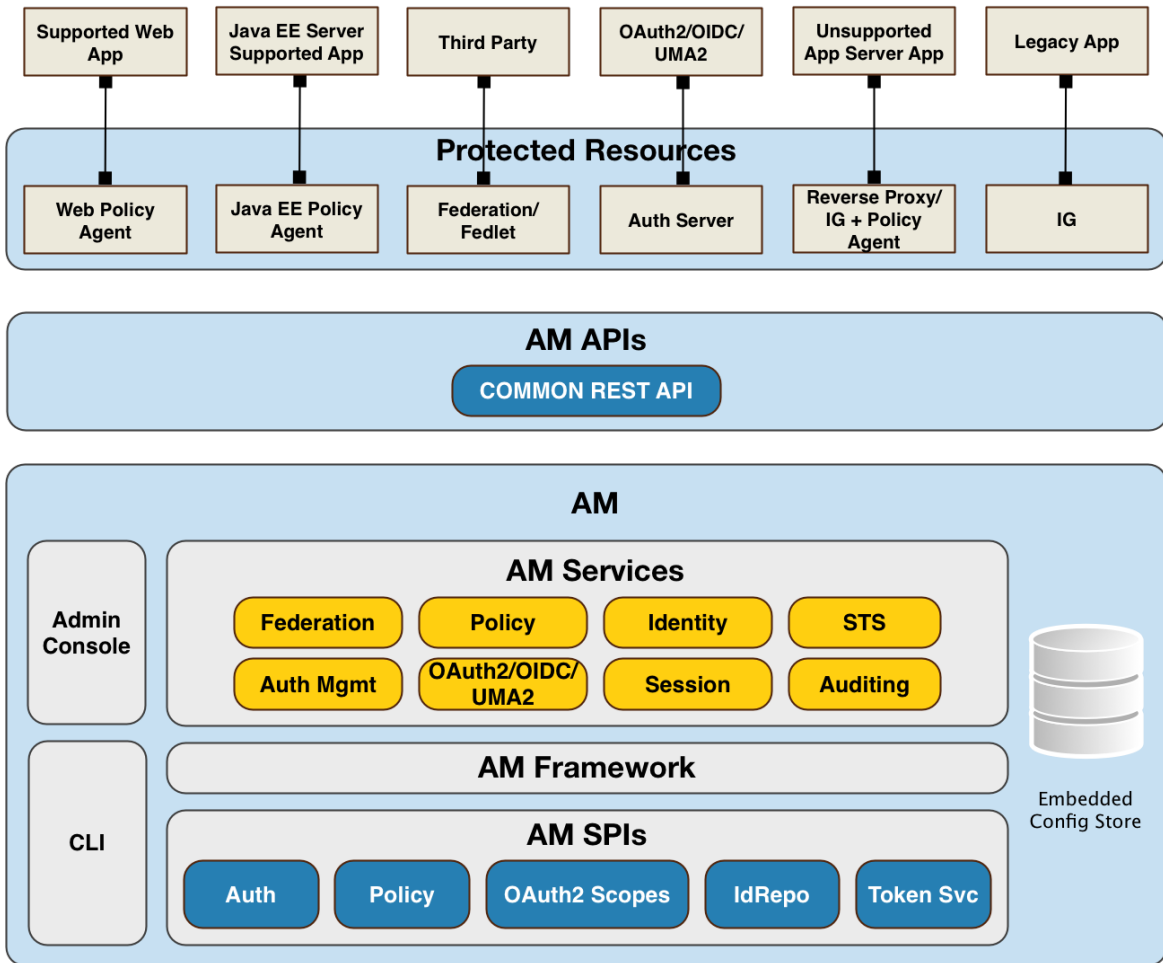 Supported Web
App
Java EE Server
Supported App
Third Party
OAuth2/OIDC/
UMA2
Unsupported
App Server App
Legacy App
Protected Resources
Web Policy
Agent
Java EE Policy
Agent
Federation/
Fedlet
Auth Server
Reverse Proxy/
IG + Policy
Agent
IG
AM APIs
COMMON REST API
AM
Admin
Console
AM Services
Federation
Policy
Identity
STS
Auth Mgmt
OAuth2/OIDC/
UMA2
Session
Auditing
CLI
AM Framework
AM SPIs
Auth
Policy
OAuth2 Scopes
IdRepo
Token Svc
Embedded
Config Store